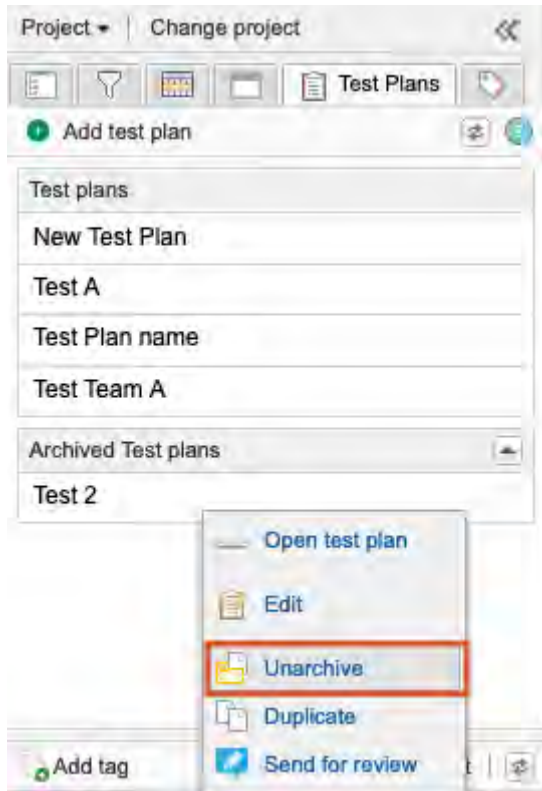 Project Change project
Test Plans
Add test plan
Test plans
New Test Plan
Test A
Test Plan name
Test Team A
Archived Test plans
Test 2
Open test plan
Edit
Unarchive
Duplicate
Add tag
Send for review